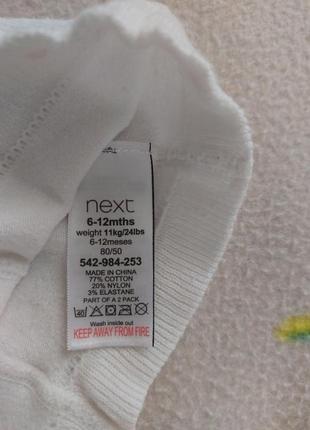 next
6-12mths
weight 11kg/24lbs
6-12meses
80/50
542-984-253
MADE IN CHINA
77% COTTON
20% NYLON
3% ELASTANE
PART OF A 2 PACK
40
Wash inside out
KEEP AWAY FROM FIRE